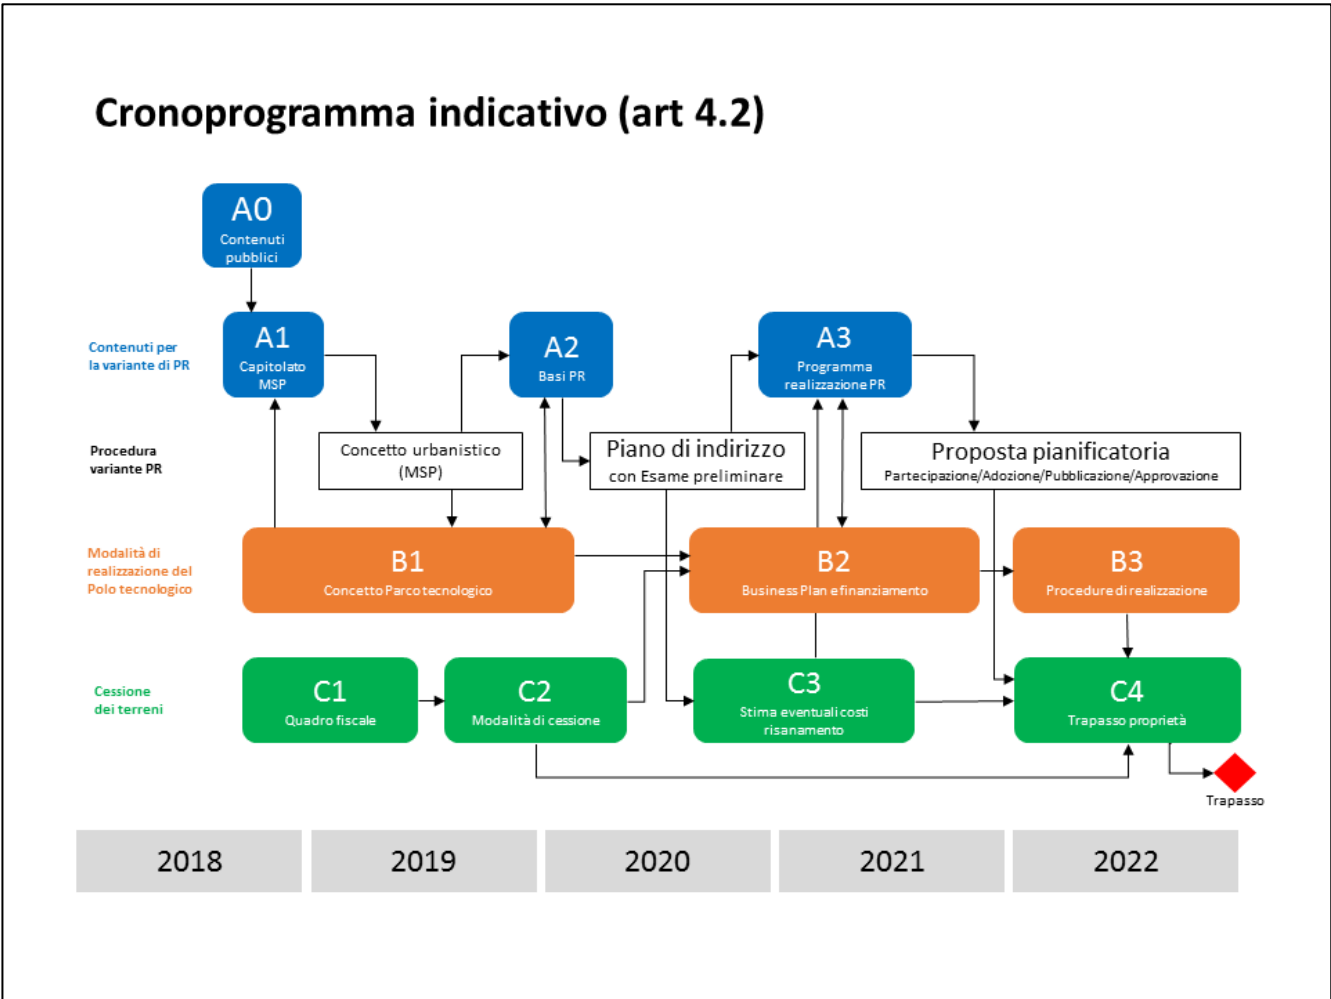 Cronoprogramma indicativo (art 4.2)
A0
Contenuti
pubblici
Contenuti per
la variante di PR
A1
Capitolato
MSP
A2
Basi PR
A3
Programma
realizzazione PR
Procedura
variante PR
Concetto urbanistico
(MSP)
Piano di indirizzo
con Esame preliminare
Proposta pianificatoria
Partecipazione/Adozione/Pubblicazione/Approvazione
Modalità di
realizzazione del
Polo tecnologico
B1
Concetto Parco tecnologico
B2
Business Plan e finanziamento
B3
Procedure di realizzazione
Cessione
dei terreni
C1
Quadro fiscale
C2
Modalità di cessione
C3
Stima eventuali costi
risanamento
C4
Trapasso proprietà
Trapasso
2018
2019
2020
2021
2022